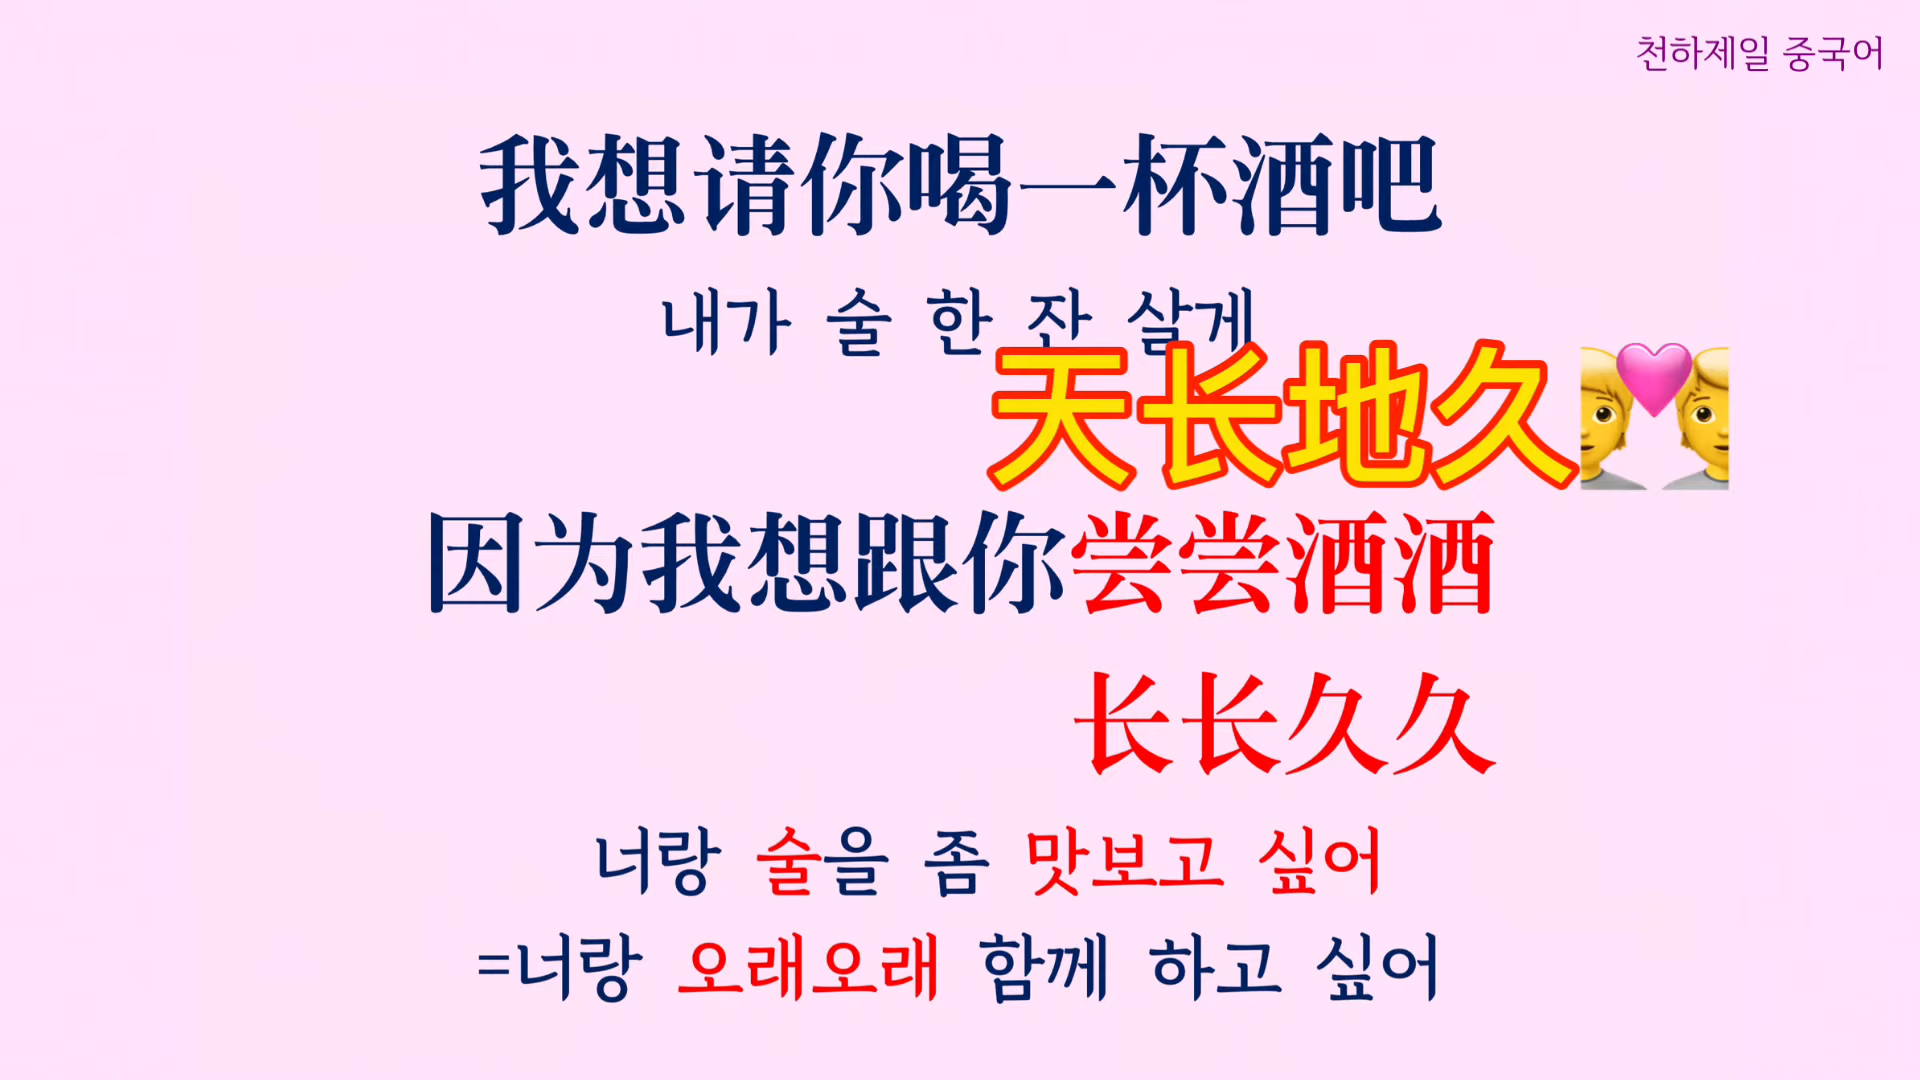 천하제일 중국어
我想请你喝一杯酒吧
내가 술 한 잔 살게
天长地久
因为我想跟你尝尝酒酒
长长久久
너랑 술을 좀 맛보고 싶어
=너랑 오래오래 함께 하고 싶어